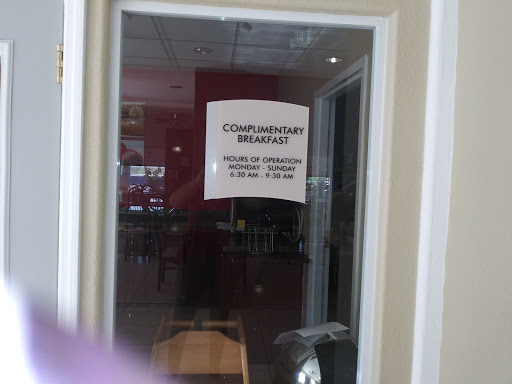 COMPLIMENTARY
BREAKFAST
HOURS OF OPERATION
MONDAY - SUNDAY
6:30 AM - 9:30 AM